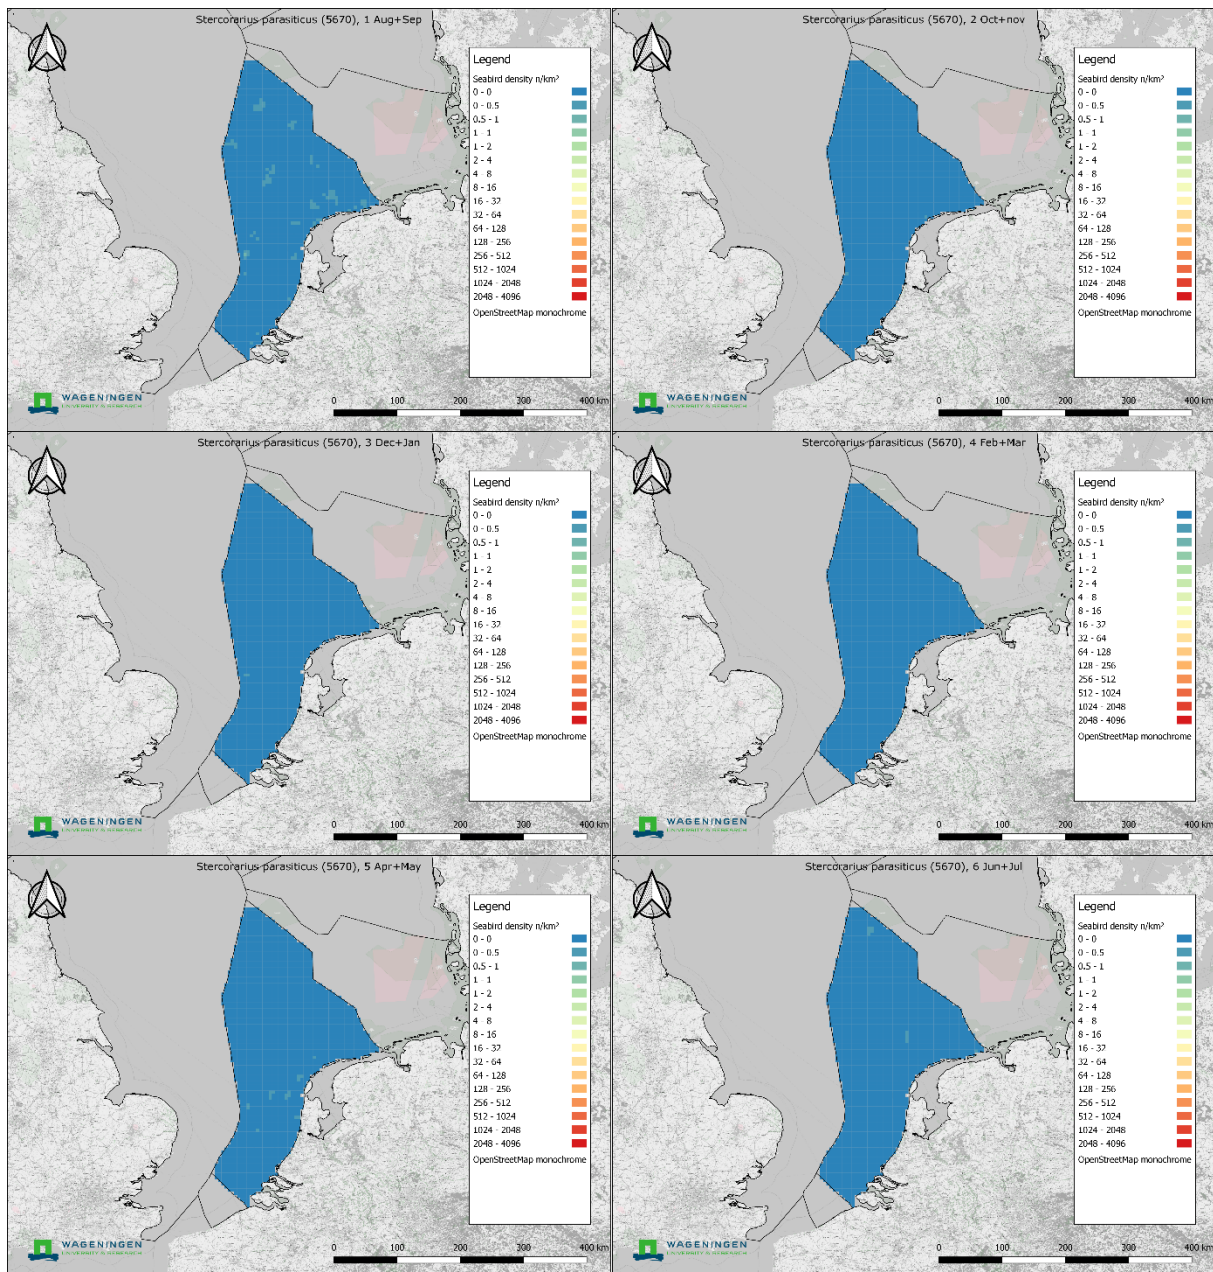 Stercorarius parasiticus (5670), 1 Aug+Sep
Legend
Seabird density n/km²
0 - 0
0 - 0.5
0.5 - 1
1 - 1
1 - 2
2 - 4
4 - 8
8 - 16
16 - 32
32 - 64
64 - 128
128 - 256
256 - 512
512 - 1024
1024 - 2048
2048 - 4096
OpenStreetMap monochrome
WAGENINGEN
UNIVERSITY & RESEARCH
0 100 200 300 400 km
Stercorarius parasiticus (5670), 2 Oct+nov
Legend
Seabird density n/km²
0 - 0
0 - 0.5
0.5 - 1
1 - 1
1 - 2
2 - 4
4 - 8
8 - 16
16 - 32
32 - 64
64 - 128
128 - 256
256 - 512
512 - 1024
1024 - 2048
2048 - 4096
OpenStreetMap monochrome
WAGENINGEN
UNIVERSITY & RESEARCH
0 100 200 300 400 km
Stercorarius parasiticus (5670), 3 Dec+Jan
Legend
Seabird density n/km²
0 - 0
0 - 0.5
0.5 - 1
1 - 1
1 - 2
2 - 4
4 - 8
8 - 16
16 - 32
32 - 64
64 - 128
128 - 256
256 - 512
512 - 1024
1024 - 2048
2048 - 4096
OpenStreetMap monochrome
WAGENINGEN
UNIVERSITY & RESEARCH
0 100 200 300 400 km
Stercorarius parasiticus (5670), 4 Feb+Mar
Legend
Seabird density n/km²
0 - 0
0 - 0.5
0.5 - 1
1 - 1
1 - 2
2 - 4
4 - 8
8 - 16
16 - 32
32 - 64
64 - 128
128 - 256
256 - 512
512 - 1024
1024 - 2048
2048 - 4096
OpenStreetMap monochrome
WAGENINGEN
UNIVERSITY & RESEARCH
0 100 200 300 400 km
Stercorarius parasiticus (5670), 5 Apr+May
Legend
Seabird density n/km²
0 - 0
0 - 0.5
0.5 - 1
1 - 1
1 - 2
2 - 4
4 - 8
8 - 16
16 - 32
32 - 64
64 - 128
128 - 256
256 - 512
512 - 1024
1024 - 2048
2048 - 4096
OpenStreetMap monochrome
WAGENINGEN
UNIVERSITY & RESEARCH
0 100 200 300 400 km
Stercorarius parasiticus (5670), 6 Jun+Jul
Legend
Seabird density n/km²
0 - 0
0 - 0.5
0.5 - 1
1 - 1
1 - 2
2 - 4
4 - 8
8 - 16
16 - 32
32 - 64
64 - 128
128 - 256
256 - 512
512 - 1024
1024 - 2048
2048 - 4096
OpenStreetMap monochrome
WAGENINGEN
UNIVERSITY & RESEARCH
0 100 200 300 400 km